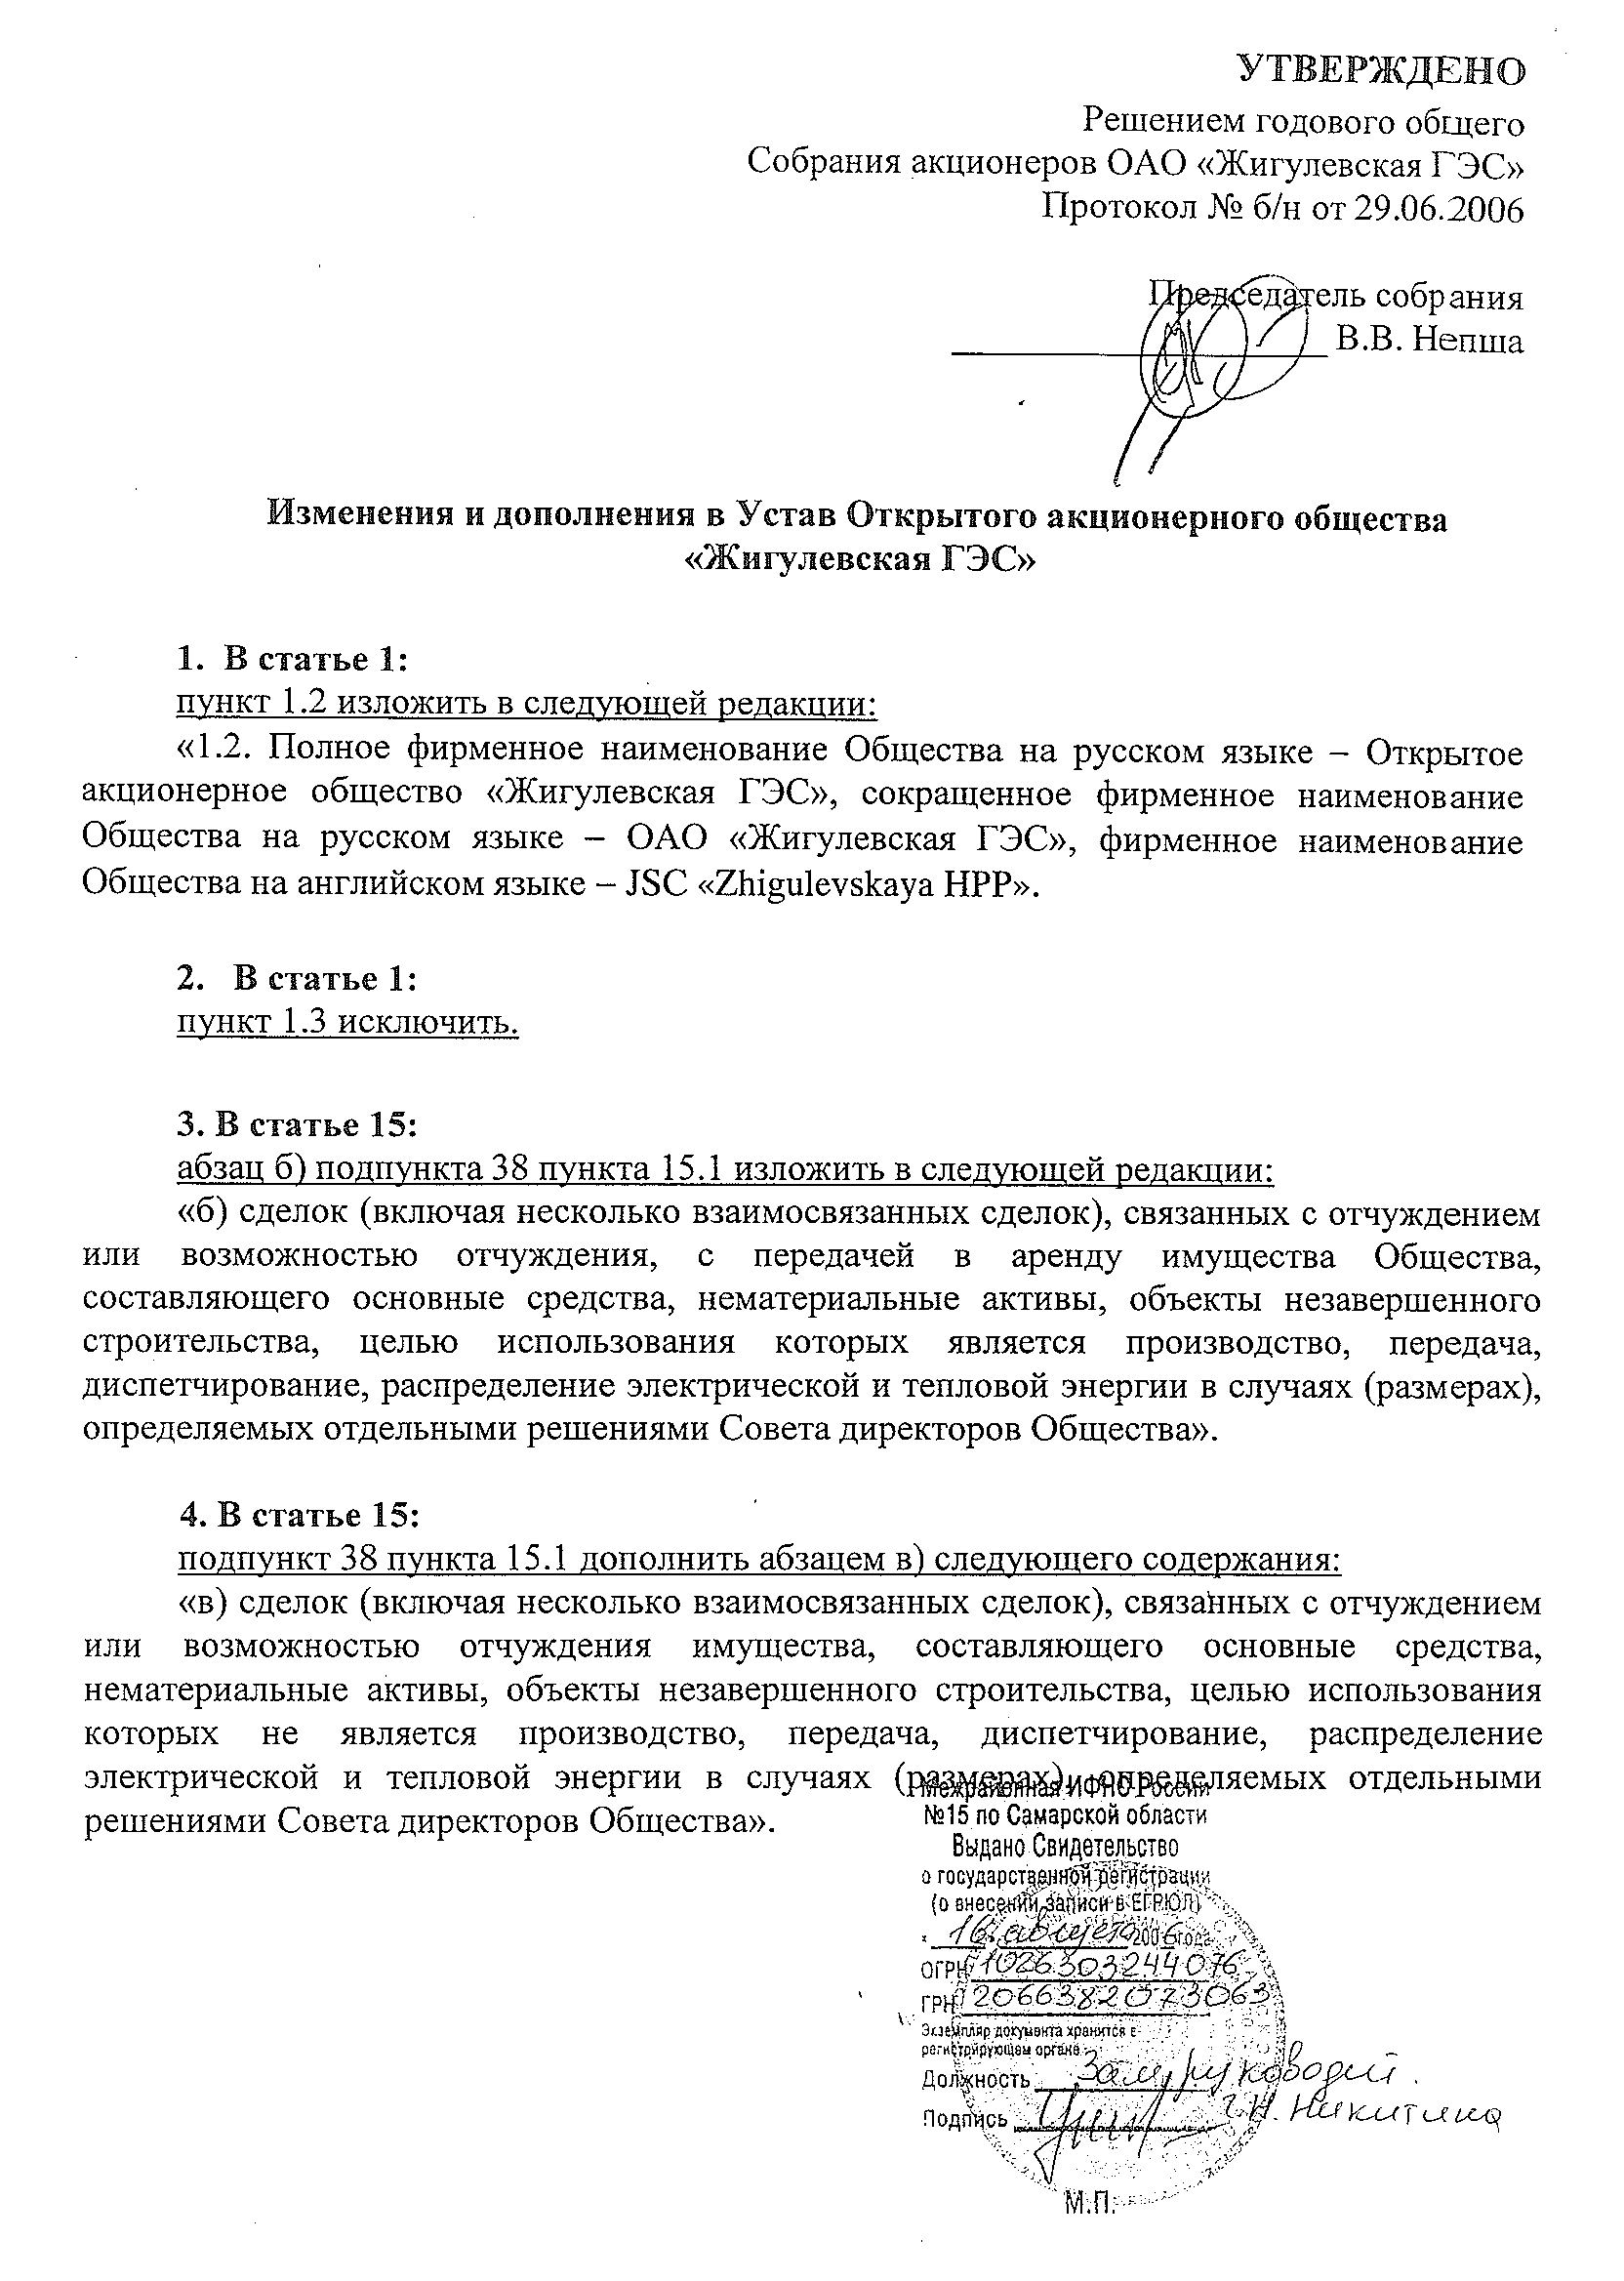 УТВЕРЖДЕНО
Решением годового общего
Собрания акционеров ОАО «Жигулевская ГЭС»
Протокол № б/н от 29.06.2006
Председатель собрания
В.В. Непша
Изменения и дополнения в Устав Открытого акционерного общества
«Жигулевская ГЭС»
1. В статье 1:
пункт 1.2 изложить в следующей редакции:
«1.2. Полное фирменное наименование Общества на русском языке – Открытое
акционерное общество «Жигулевская ГЭС», сокращенное фирменное наименование
Общества на русском языке – ОАО «Жигулевская ГЭС», фирменное наименование
Общества на английском языке – JSC «Zhigulevskaya HPP».
2. В статье 1:
пункт 1.3 исключить.
3. В статье 15:
абзац б) подпункта 38 пункта 15.1 изложить в следующей редакции:
«б) сделок (включая несколько взаимосвязанных сделок), связанных с отчуждением
или возможностью отчуждения, с передачей в аренду имущества Общества,
составляющего основные средства, нематериальные активы, объекты незавершенного
строительства, целью использования которых является производство, передача,
диспетчирование, распределение электрической и тепловой энергии в случаях (размерах),
определяемых отдельными решениями Совета директоров Общества».
4. В статье 15:
подпункт 38 пункта 15.1 дополнить абзацем в) следующего содержания:
«в) сделок (включая несколько взаимосвязанных сделок), связанных с отчуждением
или возможностью отчуждения имущества, составляющего основные средства,
нематериальные активы, объекты незавершенного строительства, целью использования
которых не является производство, передача, диспетчирование, распределение
электрической и тепловой энергии в случаях (размерах), определяемых отдельными
решениями Совета директоров Общества».
Межрайонная ИФНС России
№15 по Самарской области
Выдано Свидетельство
о государственной регистрации
(о внесении записи в ЕГРЮЛ)
16 августа 2006 года
ОГРН 1026303244076
ГРН 2066382073063
Экземпляр документа хранится в
регистрирующем органе
Должность Зам. руководит.
Подпись Г.Н. Никитина
М.П.